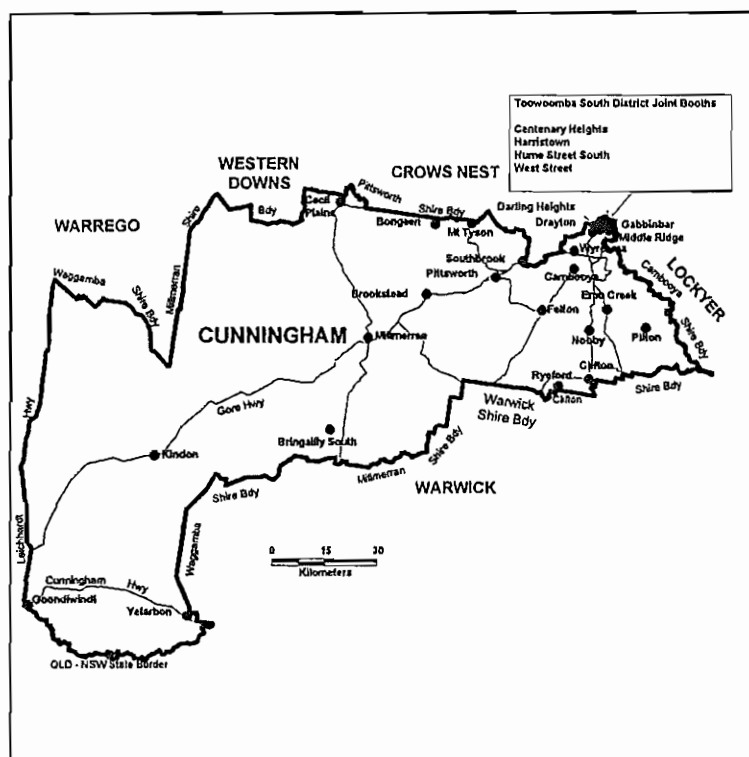 Toowoomba South District Joint Booths
Centenary Heights
Harristown
Hume Street South
West Street
WESTERN
DOWNS
CROWS NEST
WARREGO
Cecil
Plains
Pittsworth
Shire Bdy
Shire
Bdy
Millmerran
Bongeen
Mt Tyson
Darling Heights
Drayton
Gabbinbar
Middle Ridge
Wyreema
Southbrook
Pittsworth
Cambooya
Cambooya
LOCKYER
Shire Bdy
Waggamba
Shire Bdy
Brookstead
Emu Creek
Felton
CUNNINGHAM
Millmerran
Nobby
Pilton
Clifton
Ryeford
Clifton
Shire Bdy
Warwick
Shire Bdy
Hwy
Gore Hwy
Bringalily South
Kindon
Shire Bdy
Millmerran
Shire Bdy
WARWICK
Waggamba
Leichhardt
0 15 30
Kilometers
Cunningham
Hwy
Goondiwindi
Yelarbon
QLD - NSW State Border